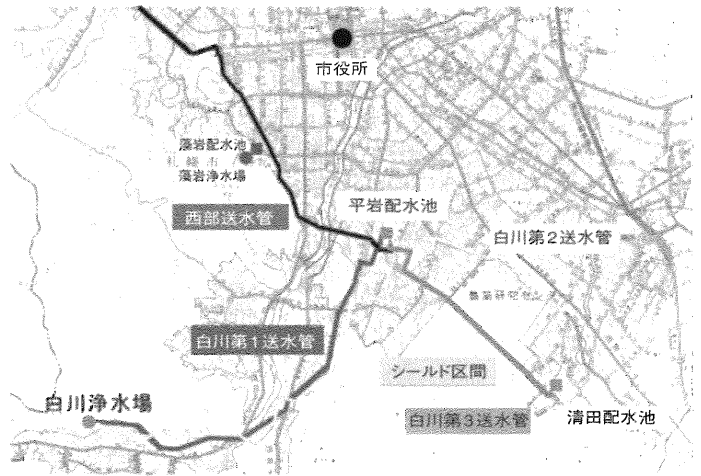 市役所
藻岩配水池
札幌市
藻岩浄水場
平岩配水池
西部送水管
白川第2送水管
白川第1送水管
シールド区間
白川浄水場
白川第3送水管
清田配水池